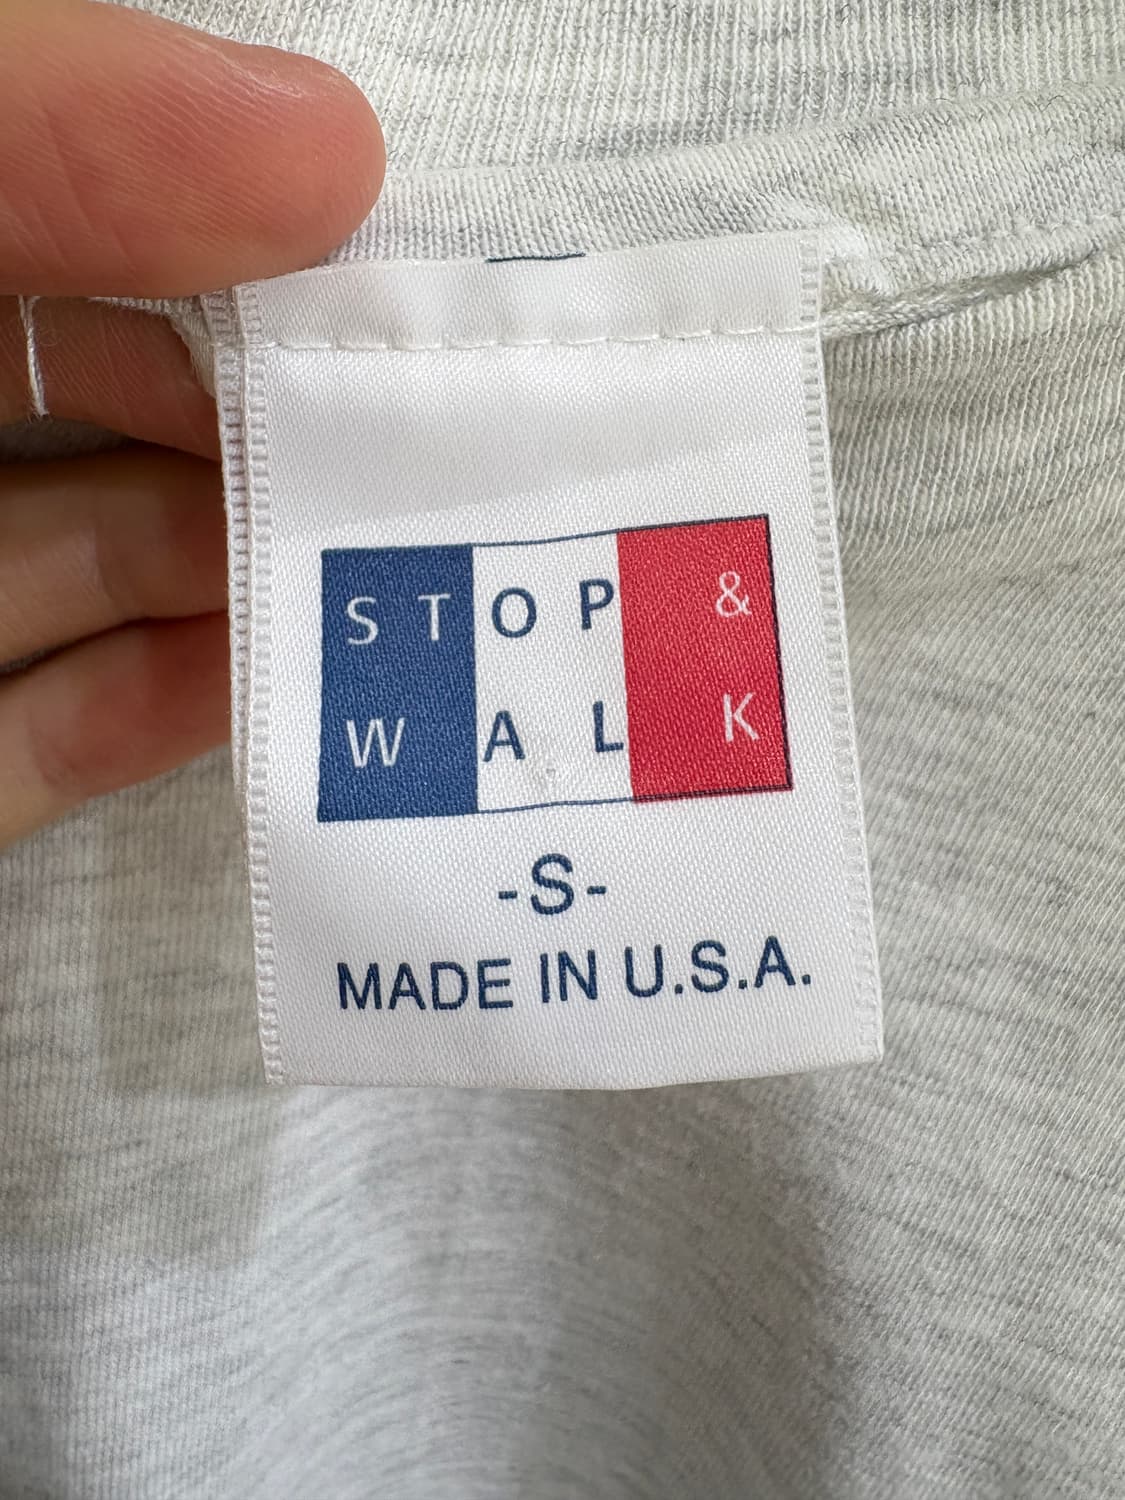 STOP &
WALK
-S-
MADE IN U.S.A.